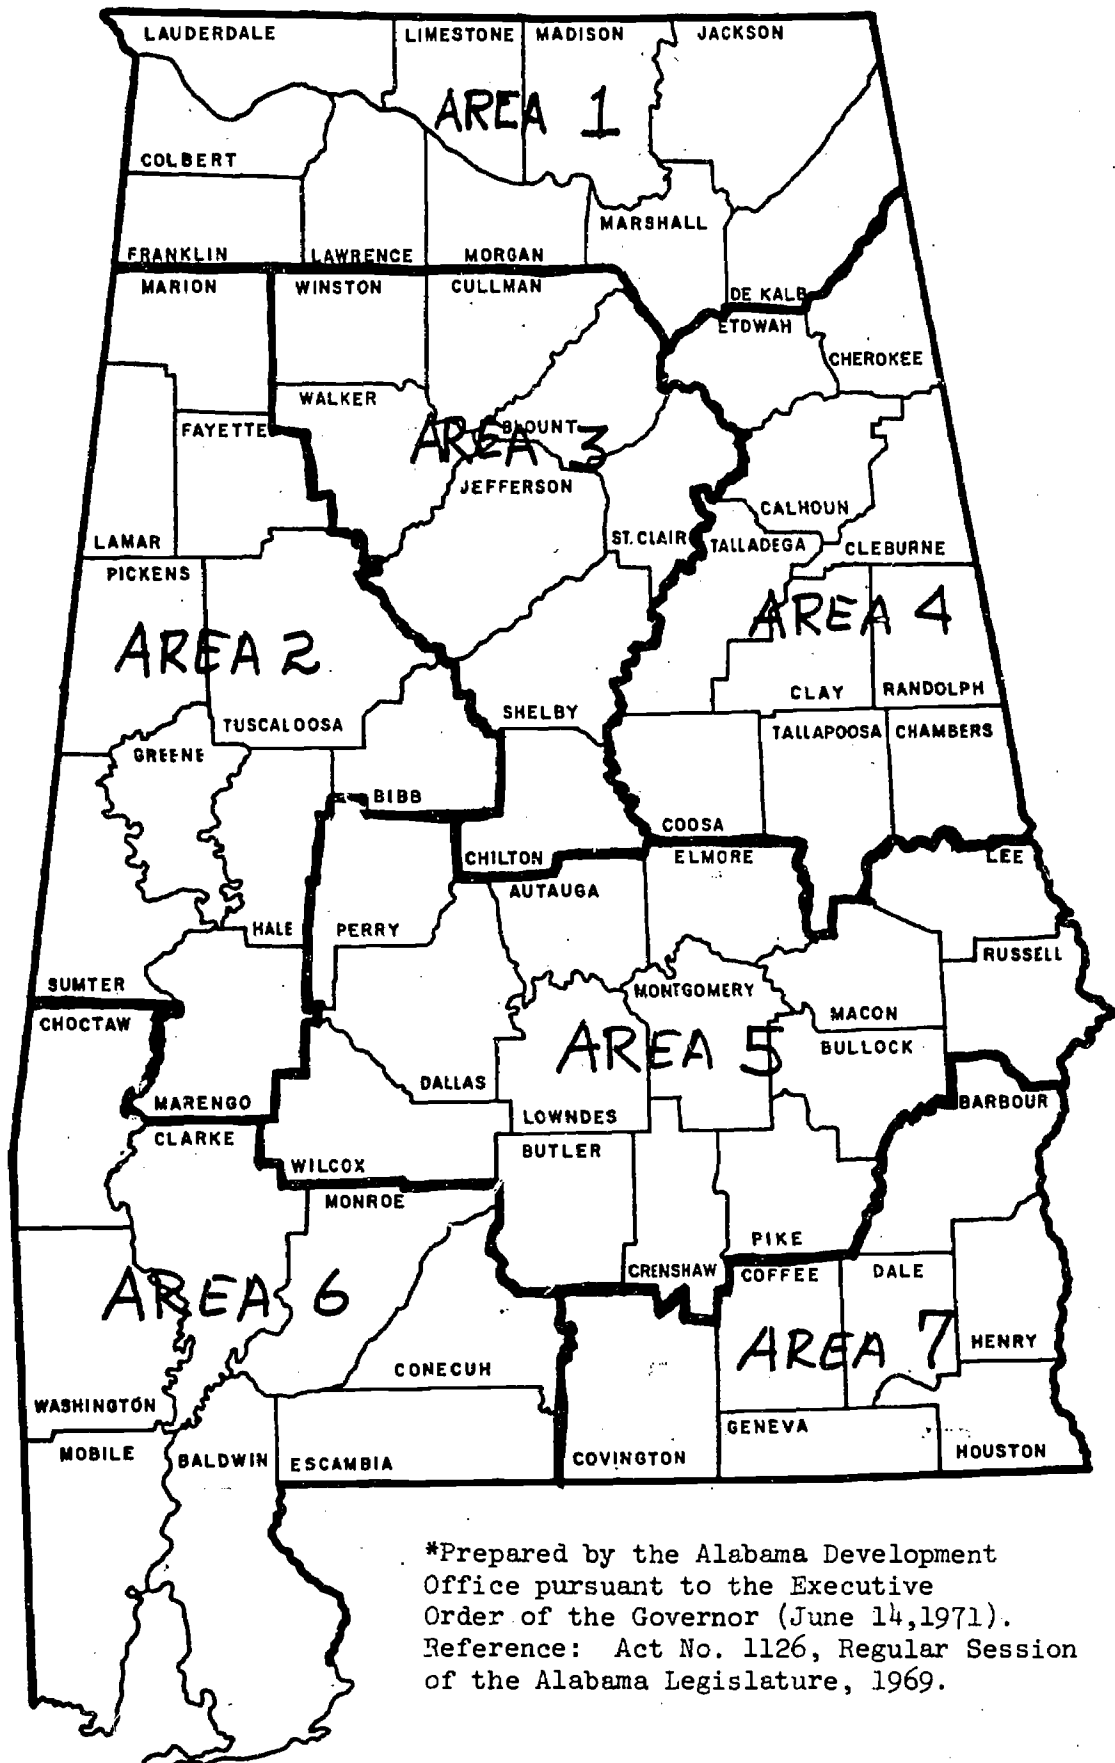 LAUDERDALE
LIMESTONE
MADISON
JACKSON
AREA 1
COLBERT
MARSHALL
FRANKLIN
LAWRENCE
MORGAN
MARION
WINSTON
CULLMAN
DE KALB
ETDWAH
CHEROKEE
WALKER
FAYETTE
BLOUNT
AREA 3
JEFFERSON
CALHOUN
LAMAR
ST. CLAIR
TALLADEGA
CLEBURNE
PICKENS
AREA 4
AREA 2
CLAY
RANDOLPH
TUSCALOOSA
SHELBY
TALLAPOOSA
CHAMBERS
GREENE
BIBB
COOSA
CHILTON
ELMORE
LEE
AUTAUGA
HALE
PERRY
RUSSELL
SUMTER
MONTGOMERY
CHOCTAW
MACON
AREA 5
BULLOCK
DALLAS
MARENGO
BARBOUR
LOWNDES
CLARKE
BUTLER
WILCOX
MONROE
PIKE
CRENSHAW
COFFEE
DALE
AREA 6
AREA 7
HENRY
CONECUH
WASHINGTON
GENEVA
MOBILE
BALDWIN
ESCAMBIA
COVINGTON
HOUSTON
*Prepared by the Alabama Development
Office pursuant to the Executive
Order of the Governor (June 14,1971).
Reference: Act No. 1126, Regular Session
of the Alabama Legislature, 1969.